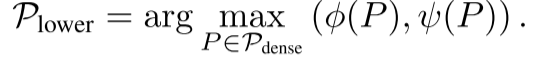 𝒫_lower = arg max_{P∈𝒫_dense} (ϕ(P), ψ(P)) .